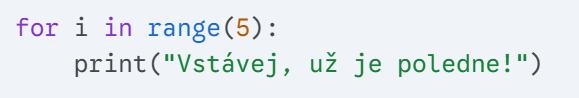 for i in range(5):
    print("Vstávej, už je poledne!")